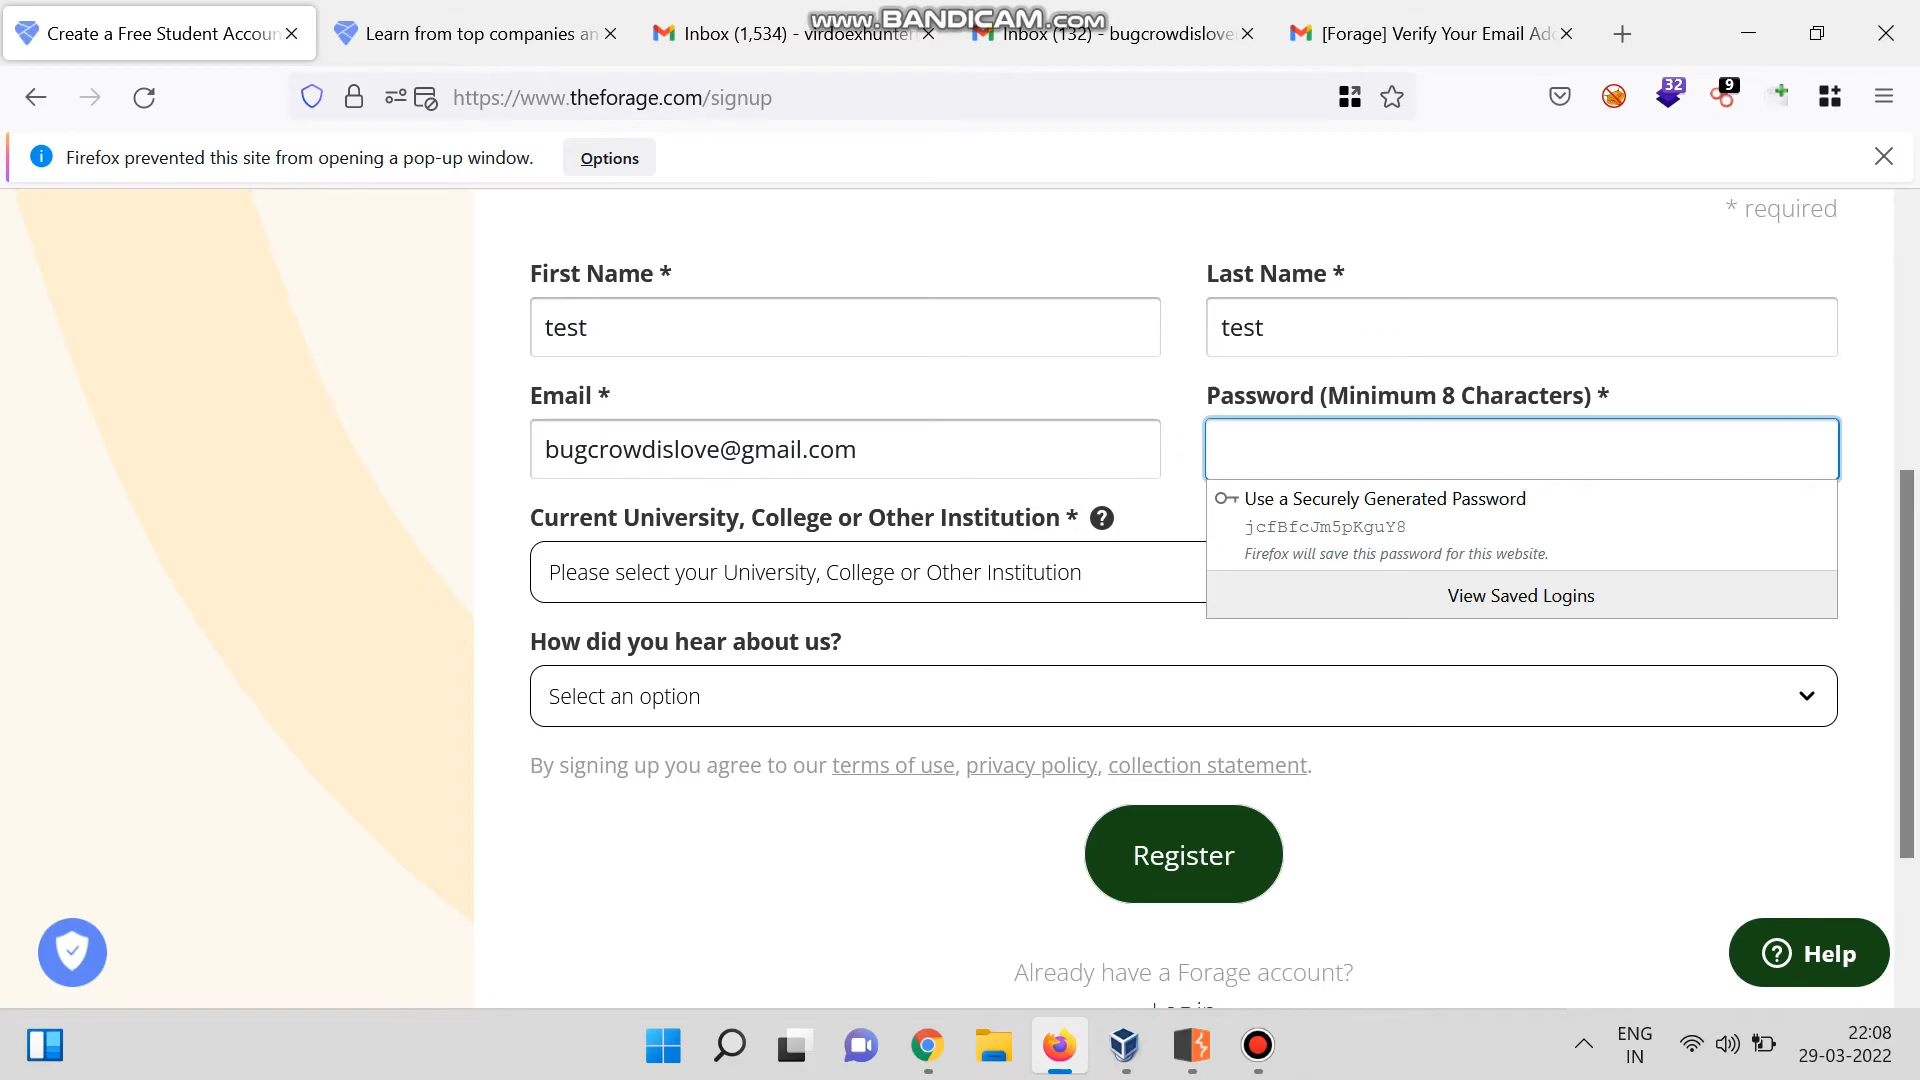 www.BANDICAM.com
Create a Free Student Accoun
Learn from top companies an
Inbox (1,534) - virdoexhunter
Inbox (132) - bugcrowdislove
[Forage] Verify Your Email Ad
https://www.theforage.com/signup
32
9
Firefox prevented this site from opening a pop-up window.
Options
* required
First Name *
Last Name *
test
test
Email *
Password (Minimum 8 Characters) *
bugcrowdislove@gmail.com
Use a Securely Generated Password
jcfBfcJm5pKguY8
Firefox will save this password for this website.
View Saved Logins
Current University, College or Other Institution *
Please select your University, College or Other Institution
How did you hear about us?
Select an option
By signing up you agree to our terms of use, privacy policy, collection statement.
Register
Help
Already have a Forage account?
Log in
ENG
IN
22:08
29-03-2022